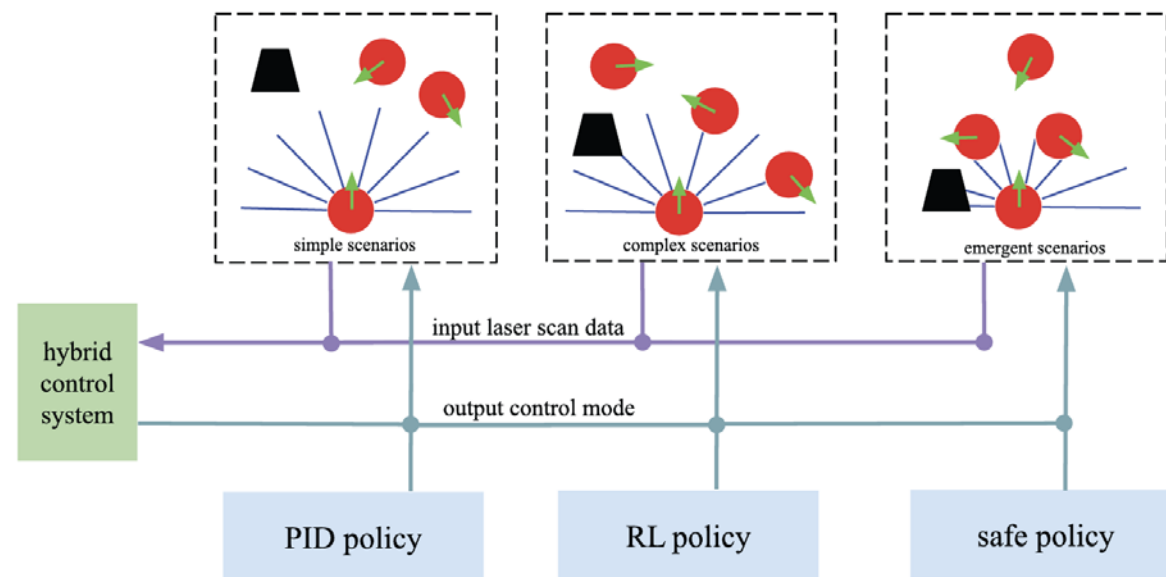 simple scenarios
complex scenarios
emergent scenarios
input laser scan data
hybrid
control
system
output control mode
PID policy
RL policy
safe policy